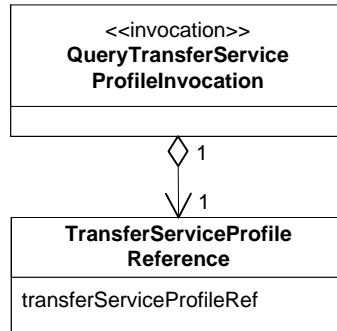 <<invocation>>
QueryTransferService
ProfileInvocation
1
1
TransferServiceProfile
Reference
transferServiceProfileRef